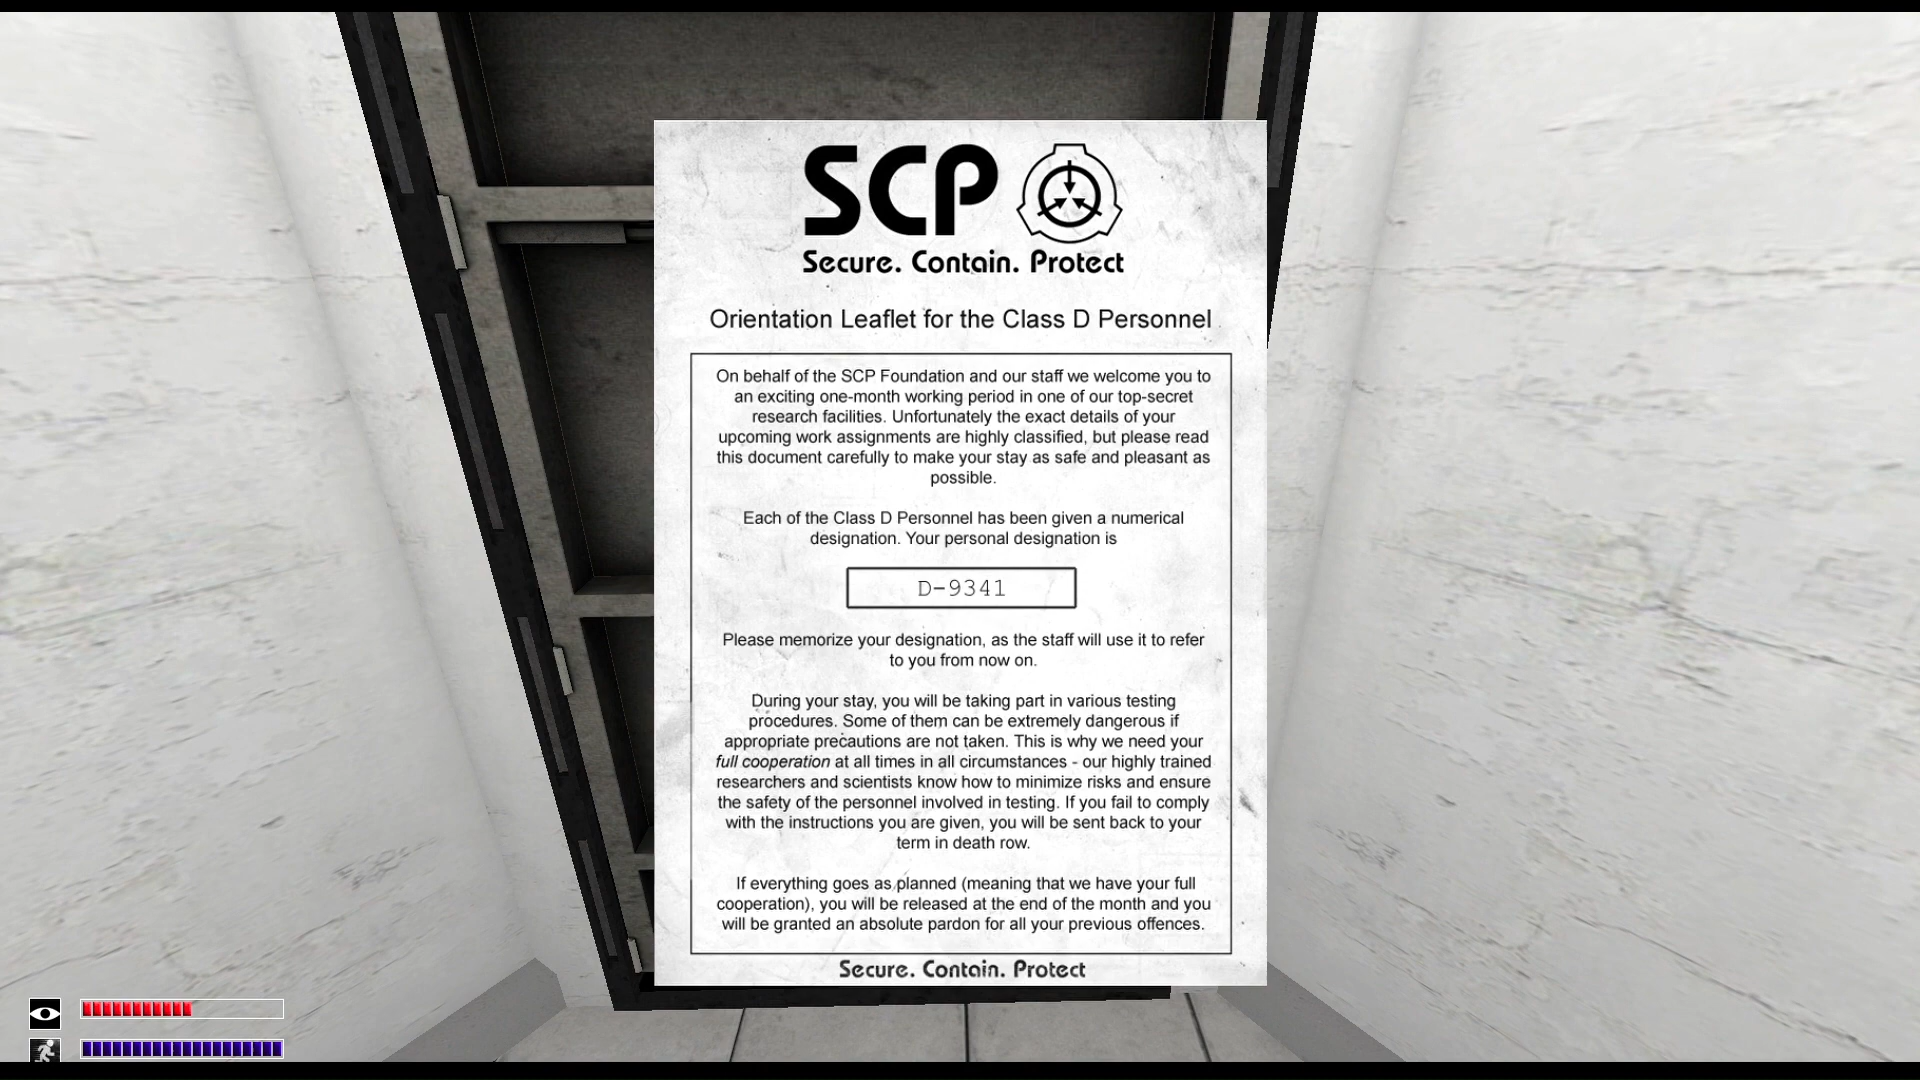 SCP
Secure. Contain. Protect
Orientation Leaflet for the Class D Personnel
On behalf of the SCP Foundation and our staff we welcome you to
an exciting one-month working period in one of our top-secret
research facilities. Unfortunately the exact details of your
upcoming work assignments are highly classified, but please read
this document carefully to make your stay as safe and pleasant as
possible.
Each of the Class D Personnel has been given a numerical
designation. Your personal designation is
D-9341
Please memorize your designation, as the staff will use it to refer
to you from now on.
During your stay, you will be taking part in various testing
procedures. Some of them can be extremely dangerous if
appropriate precautions are not taken. This is why we need your
full cooperation at all times in all circumstances - our highly trained
researchers and scientists know how to minimize risks and ensure
the safety of the personnel involved in testing. If you fail to comply
with the instructions you are given, you will be sent back to your
term in death row.
If everything goes as planned (meaning that we have your full
cooperation), you will be released at the end of the month and you
will be granted an absolute pardon for all your previous offences.
Secure. Contain. Protect